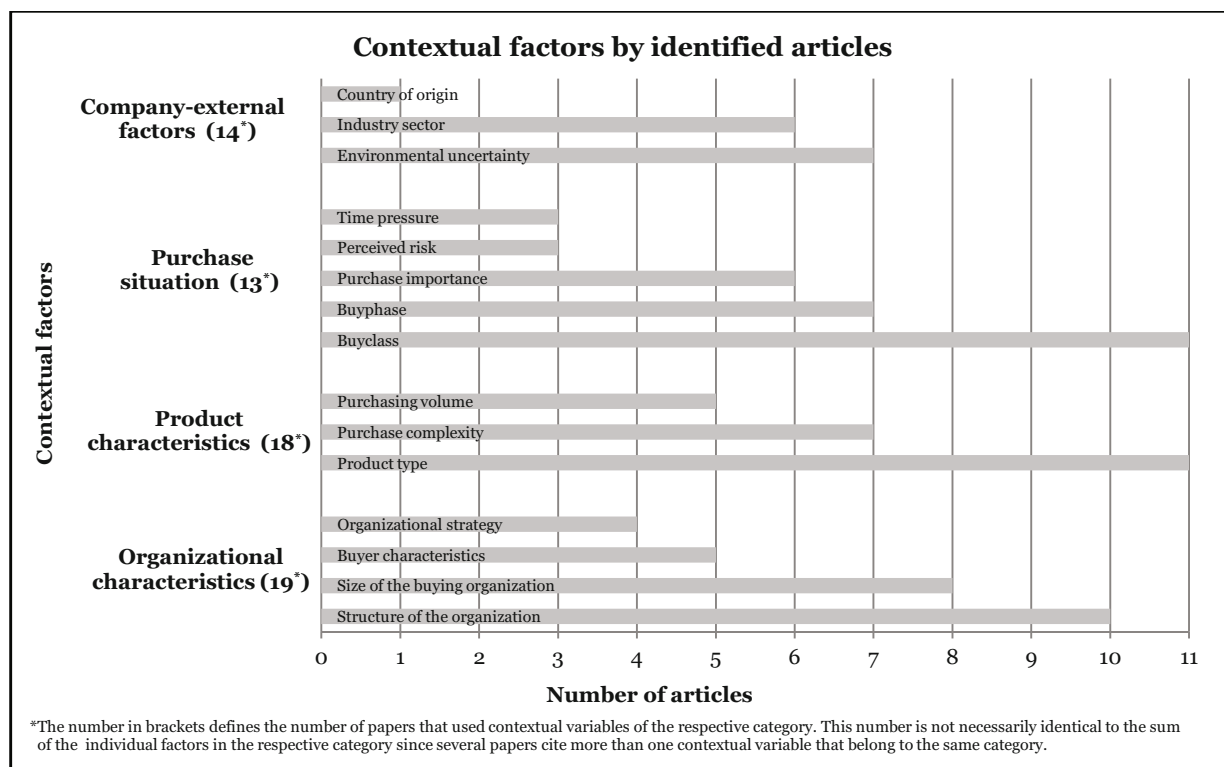 Contextual factors by identified articles
Contextual factors
Company-external
factors (14*)
Country of origin
Industry sector
Environmental uncertainty
Purchase
situation (13*)
Time pressure
Perceived risk
Purchase importance
Buyphase
Buyclass
Product
characteristics (18*)
Purchasing volume
Purchase complexity
Product type
Organizational
characteristics (19*)
Organizational strategy
Buyer characteristics
Size of the buying organization
Structure of the organization
0 1 2 3 4 5 6 7 8 9 10 11
Number of articles
*The number in brackets defines the number of papers that used contextual variables of the respective category. This number is not necessarily identical to the sum
of the individual factors in the respective category since several papers cite more than one contextual variable that belong to the same category.